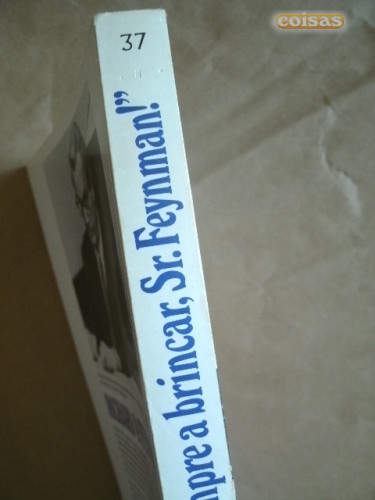 coisas
37
mpre a brincar, Sr. Feynman!”